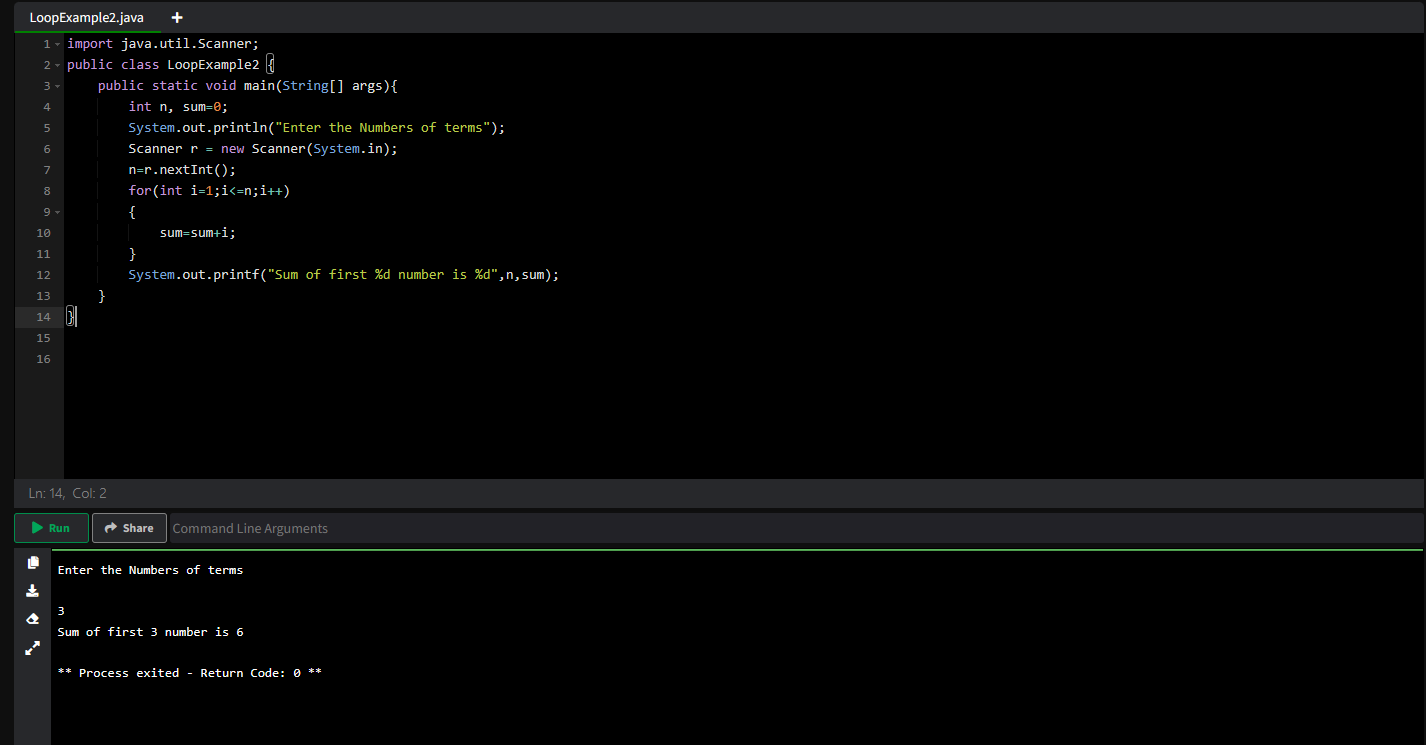 LoopExample2.java +
1 import java.util.Scanner;
2 public class LoopExample2 {
3     public static void main(String[] args){
4         int n, sum=0;
5         System.out.println("Enter the Numbers of terms");
6         Scanner r = new Scanner(System.in);
7         n=r.nextInt();
8         for(int i=1;i<=n;i++)
9         {
10             sum=sum+i;
11         }
12         System.out.printf("Sum of first %d number is %d",n,sum);
13     }
14 }
15
16
Ln: 14, Col: 2
Run Share Command Line Arguments
Enter the Numbers of terms
3
Sum of first 3 number is 6
** Process exited - Return Code: 0 **